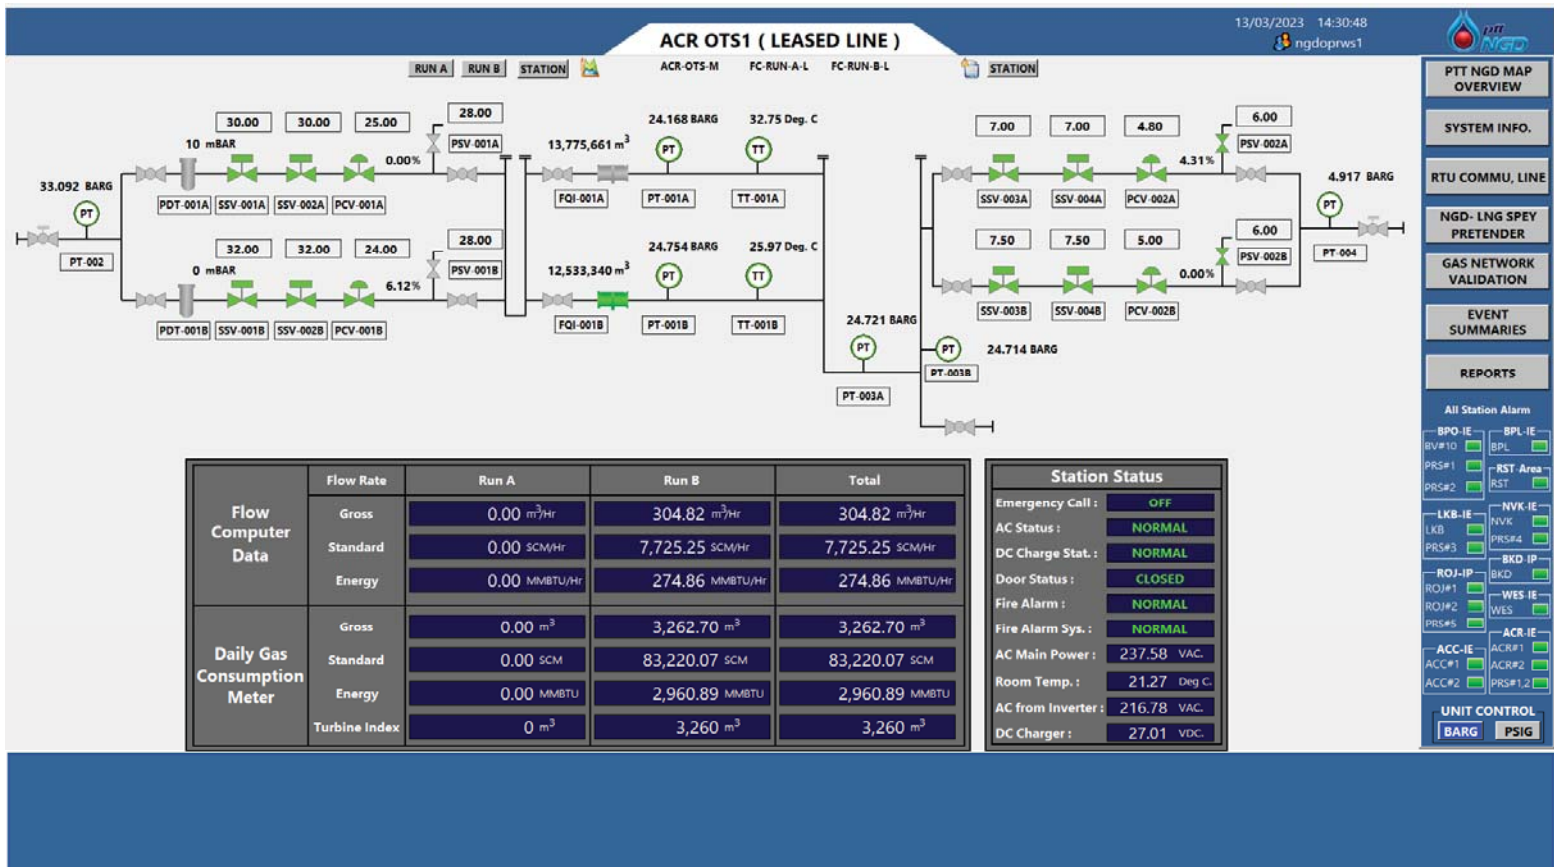 ACR OTS1 ( LEASED LINE )
13/03/2023 14:30:48
ngdoprws1
ptt
NGD
RUN A RUN B STATION
ACR-OTS-M FC-RUN-A-L FC-RUN-B-L
STATION
30.00 30.00 25.00 28.00
10 mBAR
0.00%
PSV-001A
PDT-001A SSV-001A SSV-002A PCV-001A
33.092 BARG
PT
PT-002
32.00 32.00 24.00 28.00
0 mBAR
6.12%
PSV-001B
PDT-001B SSV-001B SSV-002B PCV-001B
13,775,661 m³
24.168 BARG
32.75 Deg. C
PT TT
FQI-001A PT-001A TT-001A
12,533,340 m³
24.754 BARG
25.97 Deg. C
PT TT
FQI-001B PT-001B TT-001B
24.721 BARG
PT
PT-003A
PT
24.714 BARG
PT-003B
7.00 7.00 4.80 6.00
4.31%
PSV-002A
SSV-003A SSV-004A PCV-002A
7.50 7.50 5.00 6.00
0.00%
PSV-002B
SSV-003B SSV-004B PCV-002B
4.917 BARG
PT
PT-004
Flow Computer Data
Flow Rate Run A Run B Total
Gross 0.00 m³/Hr 304.82 m³/Hr 304.82 m³/Hr
Standard 0.00 SCM/Hr 7,725.25 SCM/Hr 7,725.25 SCM/Hr
Energy 0.00 MMBTU/Hr 274.86 MMBTU/Hr 274.86 MMBTU/Hr
Daily Gas Consumption Meter
Gross 0.00 m³ 3,262.70 m³ 3,262.70 m³
Standard 0.00 SCM 83,220.07 SCM 83,220.07 SCM
Energy 0.00 MMBTU 2,960.89 MMBTU 2,960.89 MMBTU
Turbine Index 0 m³ 3,260 m³ 3,260 m³
Station Status
Emergency Call : OFF
AC Status : NORMAL
DC Charge Stat. : NORMAL
Door Status : CLOSED
Fire Alarm : NORMAL
Fire Alarm Sys. : NORMAL
AC Main Power : 237.58 VAC.
Room Temp. : 21.27 Deg C.
AC from Inverter : 216.78 VAC.
DC Charger : 27.01 VDC.
PTT NGD MAP
OVERVIEW
SYSTEM INFO.
RTU COMMU, LINE
NGD- LNG SPEY
PRETENDER
GAS NETWORK
VALIDATION
EVENT
SUMMARIES
REPORTS
All Station Alarm
BPO-IE
BV#10
PRS#1
PRS#2
BPL-IE
BPL
RST-Area
RST
LKB-IE
LKB
PRS#3
NVK-IE
NVK
PRS#4
BKD-IP
BKD
ROJ-IP
ROJ#1
ROJ#2
PRS#5
WES-IE
WES
ACC-IE
ACC#1
ACC#2
ACR-IE
ACR#1
ACR#2
PRS#1,2
UNIT CONTROL
BARG PSIG